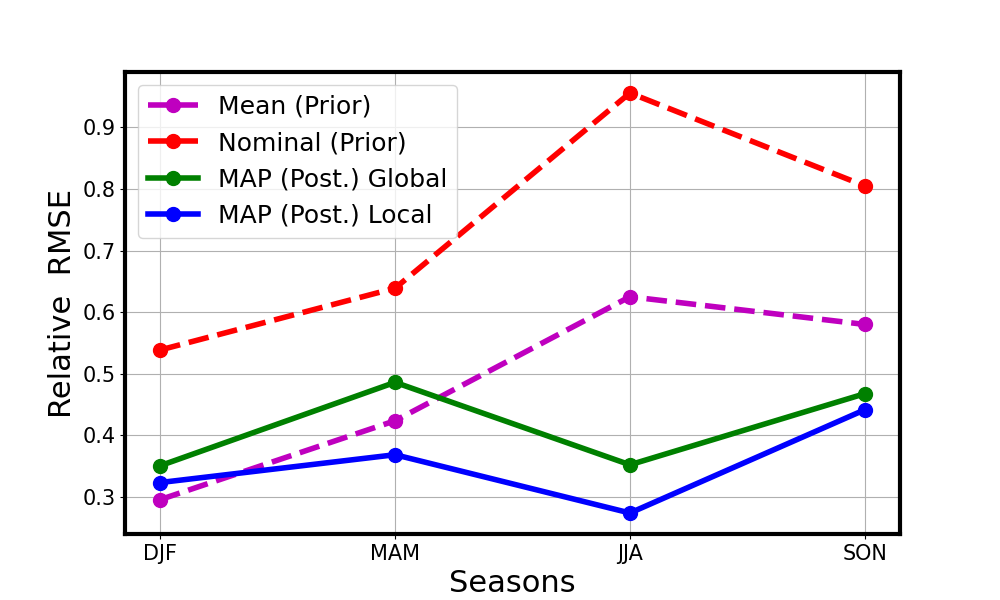 Mean (Prior)
Nominal (Prior)
MAP (Post.) Global
MAP (Post.) Local
Relative RMSE
0.9
0.8
0.7
0.6
0.5
0.4
0.3
DJF MAM JJA SON
Seasons